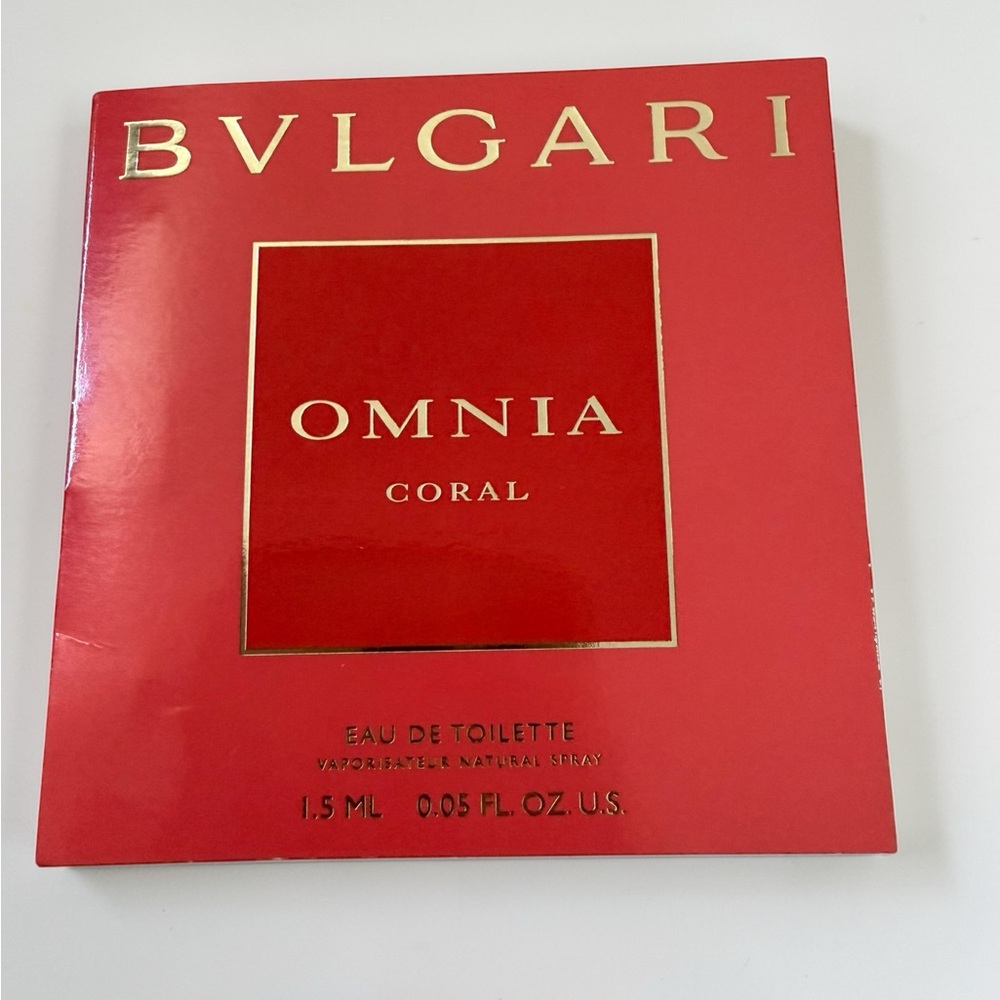 BVLGARI
OMNIA
CORAL
EAU DE TOILETTE
VAPORISATEUR NATURAL SPRAY
1.5 ML 0.05 FL. OZ. U.S.